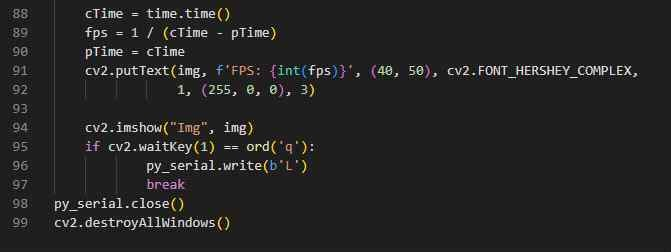 88 cTime = time.time()
89 fps = 1 / (cTime - pTime)
90 pTime = cTime
91 cv2.putText(img, f'FPS: {int(fps)}', (40, 50), cv2.FONT_HERSHEY_COMPLEX,
92 1, (255, 0, 0), 3)
93
94 cv2.imshow("Img", img)
95 if cv2.waitKey(1) == ord('q'):
96 py_serial.write(b'L')
97 break
98 py_serial.close()
99 cv2.destroyAllWindows()